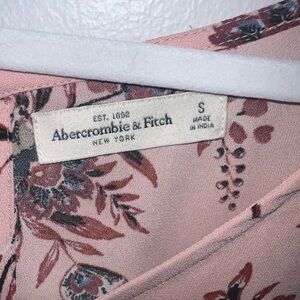 EST. 1892
Abercrombie & Fitch
NEW YORK
S
MADE
IN INDIA